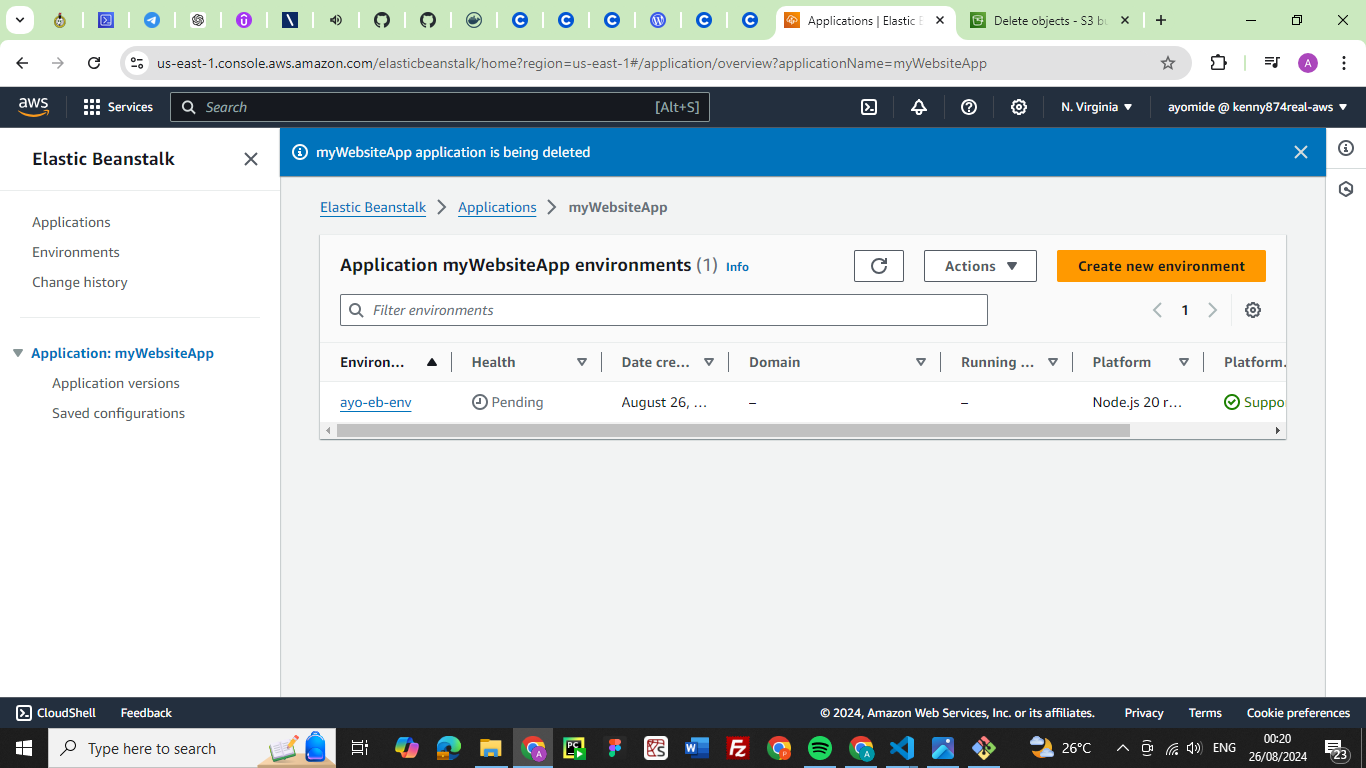 Applications | Elastic B
Delete objects - S3 bu
us-east-1.console.aws.amazon.com/elasticbeanstalk/home?region=us-east-1#/application/overview?applicationName=myWebsiteApp
A
aws
Services
Search
[Alt+S]
N. Virginia
ayomide @ kenny874real-aws
Elastic Beanstalk
myWebsiteApp application is being deleted
Applications
Environments
Change history
Application: myWebsiteApp
Application versions
Saved configurations
Elastic Beanstalk
Applications
myWebsiteApp
Application myWebsiteApp environments (1) Info
Actions
Create new environment
Filter environments
1
Environ...
Health
Date cre...
Domain
Running ...
Platform
Platform.
ayo-eb-env
Pending
August 26, ...
–
–
Node.js 20 r...
Suppo
CloudShell
Feedback
© 2024, Amazon Web Services, Inc. or its affiliates.
Privacy
Terms
Cookie preferences
Type here to search
26°C
ENG
00:20
26/08/2024
23